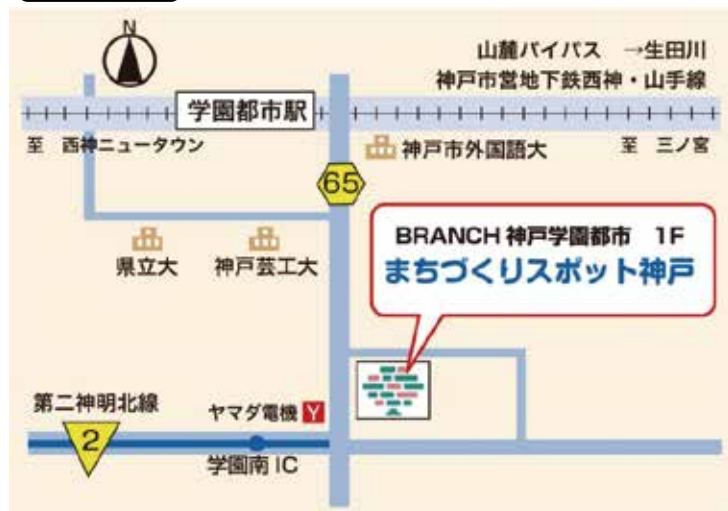 N
山麓バイパス →生田川
神戸市営地下鉄西神・山手線
学園都市駅
至 西神ニュータウン
神戸市外国語大
至 三ノ宮
65
県立大
神戸芸工大
BRANCH 神戸学園都市 1F
まちづくりスポット神戸
第二神明北線
2
ヤマダ電機 Y
学園南 IC